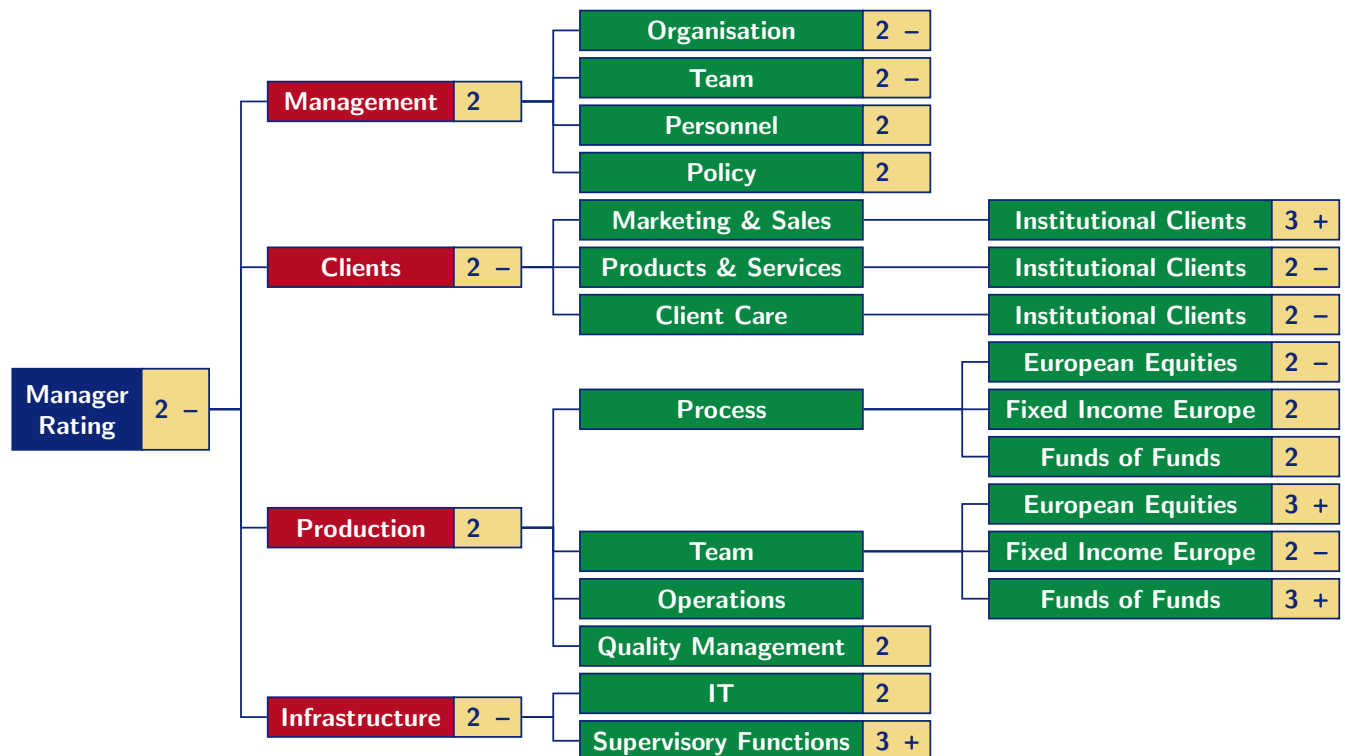 Organisation 2 –
Team 2 –
Management 2
Personnel 2
Policy 2
Marketing & Sales Institutional Clients 3 +
Clients 2 – Products & Services Institutional Clients 2 –
Client Care Institutional Clients 2 –
European Equities 2 –
Manager
Rating
2 –
Process Fixed Income Europe 2
Funds of Funds 2
European Equities 3 +
Production 2
Team Fixed Income Europe 2 –
Operations Funds of Funds 3 +
Quality Management 2
IT 2
Infrastructure 2 –
Supervisory Functions 3 +